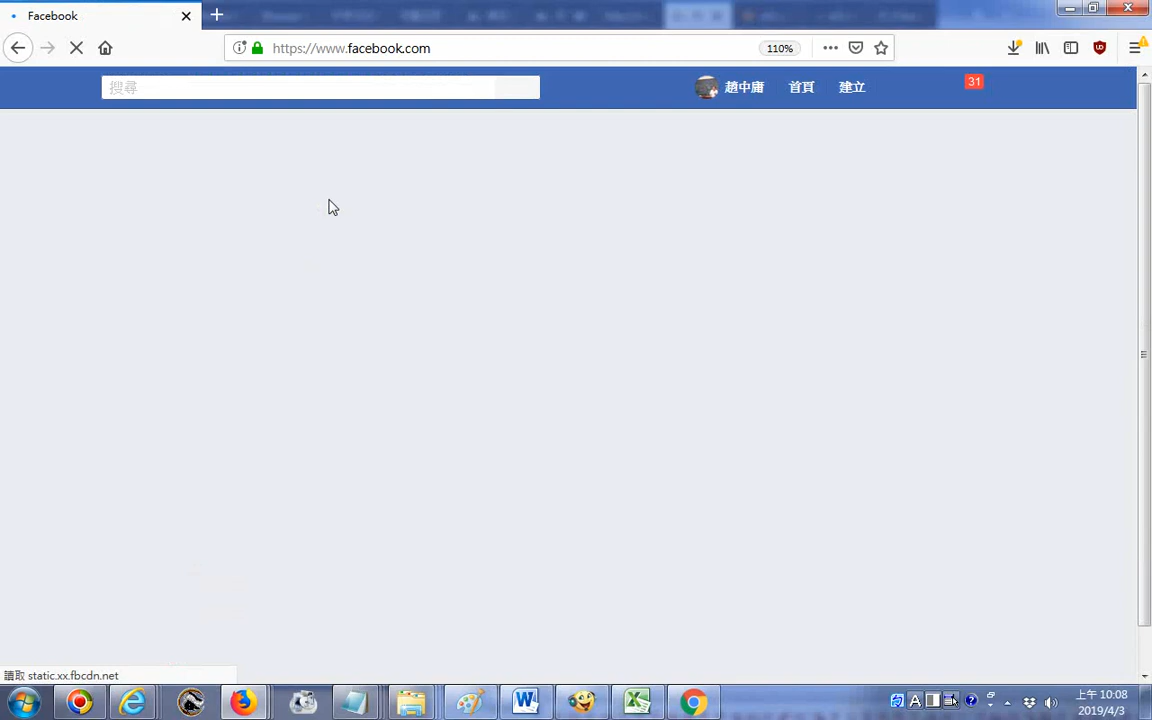 Facebook
https://www.facebook.com
110%
搜尋
趙中庸
首頁
建立
31
讀取 static.xx.fbcdn.net
上午 10:08
2019/4/3